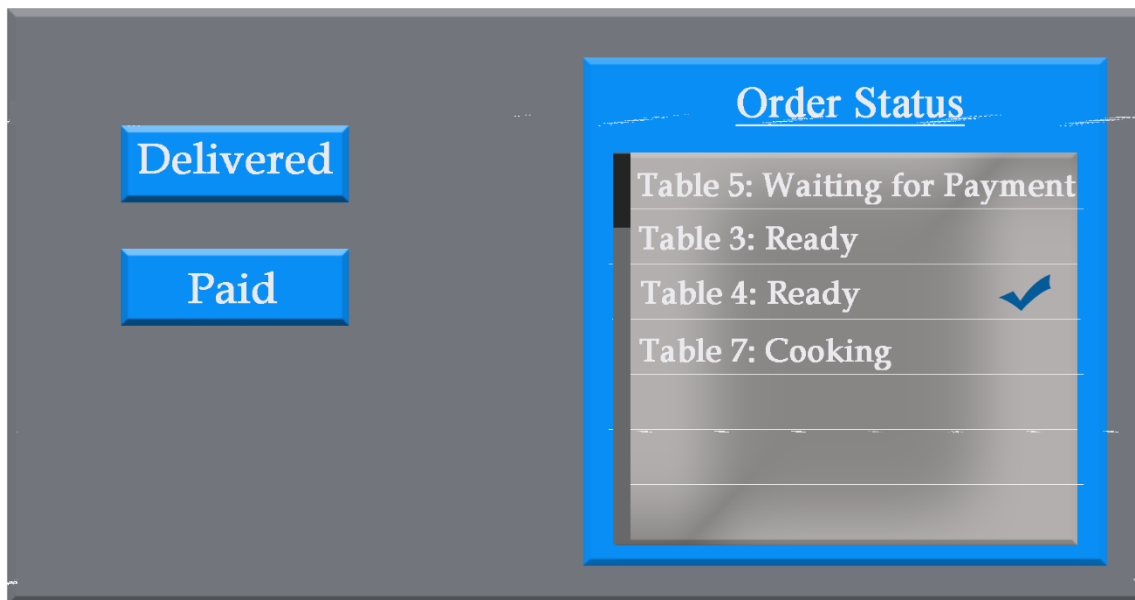 Delivered
Paid
Order Status
Table 5: Waiting for Payment
Table 3: Ready
Table 4: Ready
Table 7: Cooking